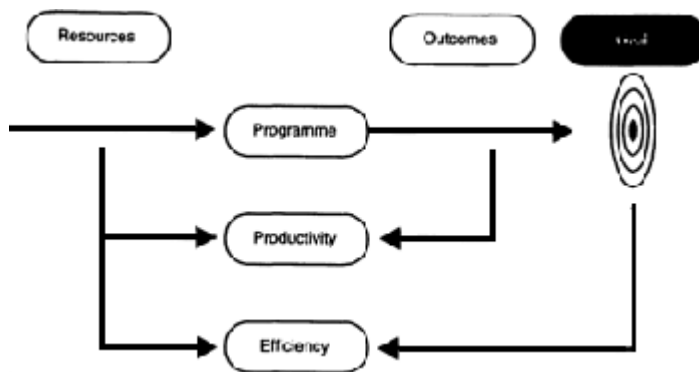 Resources
Outcomes
Programme
Productivity
Efficiency